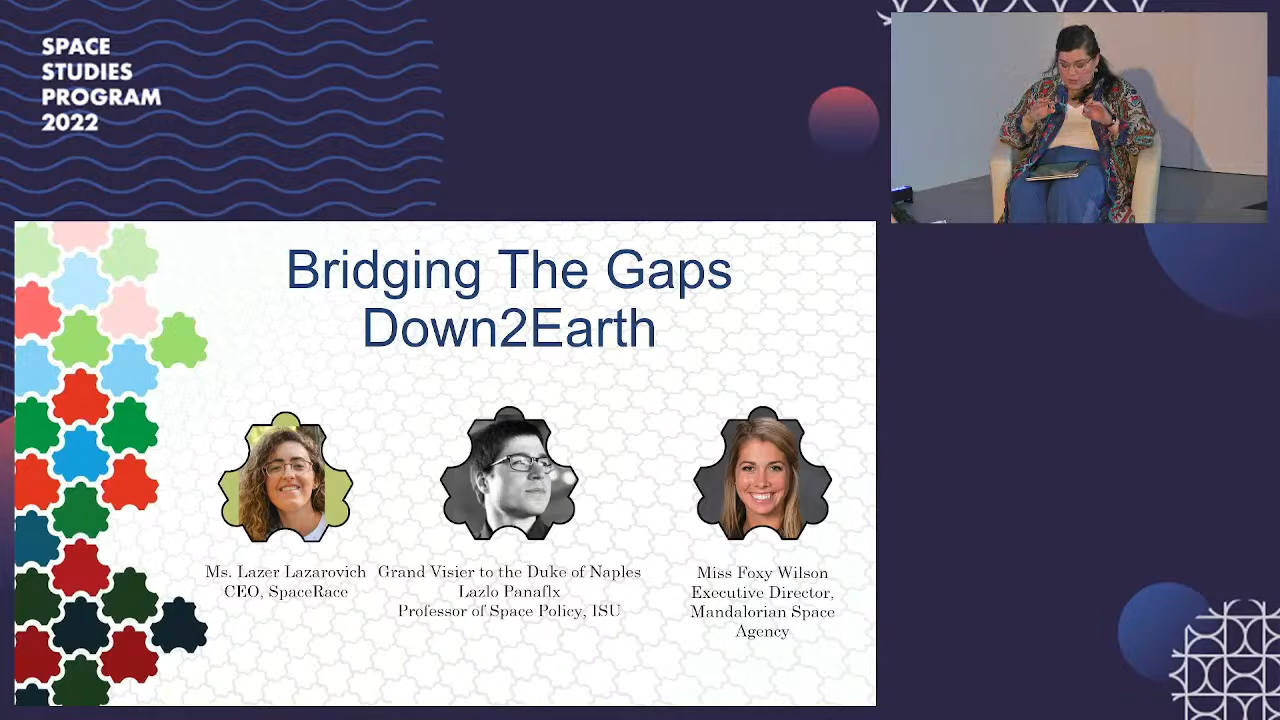 SPACE
STUDIES
PROGRAM
2022
Bridging The Gaps
Down2Earth
Ms. Lazer Lazarovich
CEO, SpaceRace
Grand Visier to the Duke of Naples
Lazlo Panaflx
Professor of Space Policy, ISU
Miss Foxy Wilson
Executive Director,
Mandalorian Space
Agency